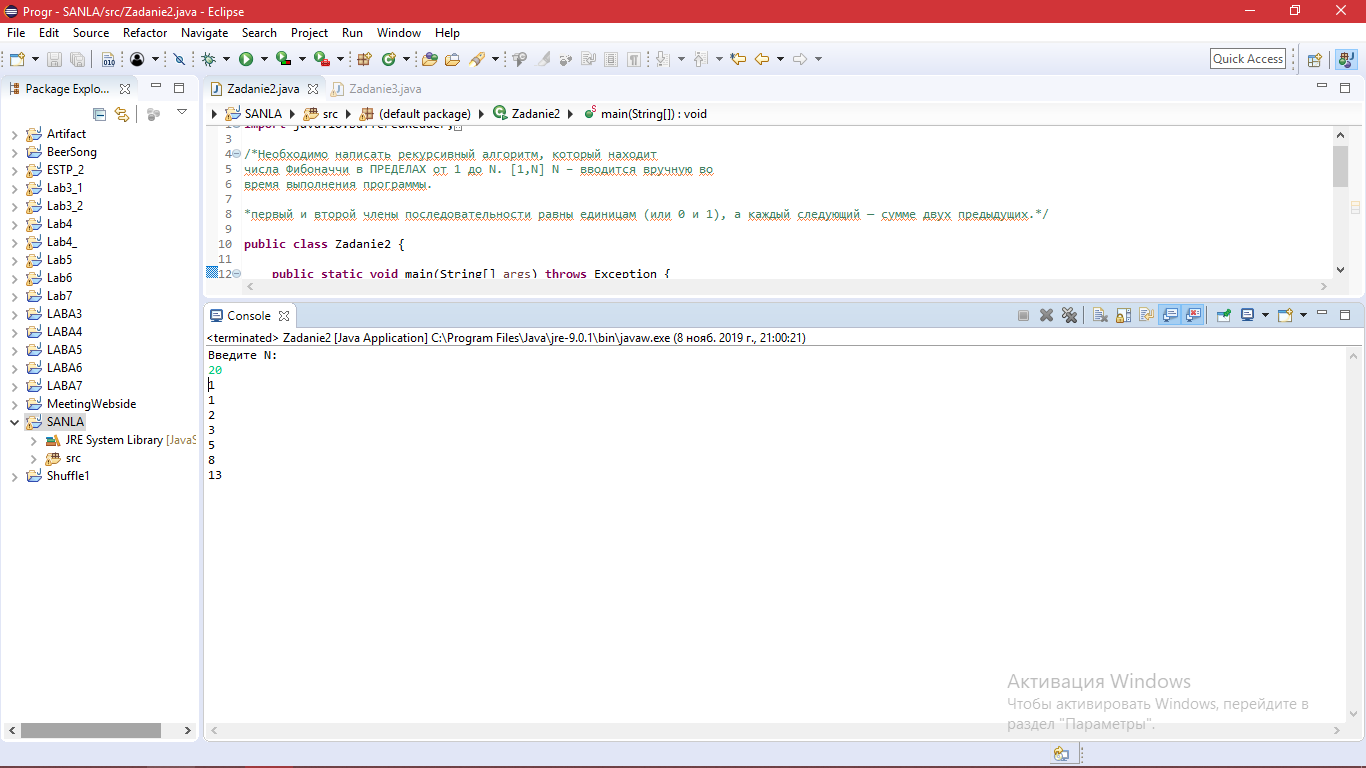 Progr - SANLA/src/Zadanie2.java - Eclipse
File Edit Source Refactor Navigate Search Project Run Window Help
Quick Access
Package Explo...
Artifact
BeerSong
ESTP_2
Lab3_1
Lab3_2
Lab4
Lab4_
Lab5
Lab6
Lab7
LABA3
LABA4
LABA5
LABA6
LABA7
MeetingWebside
SANLA
JRE System Library [JavaS
src
Shuffle1
Zadanie2.java Zadanie3.java
SANLA src (default package) Zadanie2 main(String[]) : void
import java.io.BufferedReader;
3
4 /*Необходимо написать рекурсивный алгоритм, который находит
5 числа Фибоначчи в ПРЕДЕЛАХ от 1 до N. [1,N] N – вводится вручную во
6 время выполнения программы.
7
8 *первый и второй члены последовательности равны единицам (или 0 и 1), а каждый следующий — сумме двух предыдущих.*/
9
10 public class Zadanie2 {
11
12 public static void main(String[] args) throws Exception {
Console
<terminated> Zadanie2 [Java Application] C:\Program Files\Java\jre-9.0.1\bin\javaw.exe (8 нояб. 2019 г., 21:00:21)
Введите N:
20
1
1
2
3
5
8
13
Активация Windows
Чтобы активировать Windows, перейдите в
раздел "Параметры".